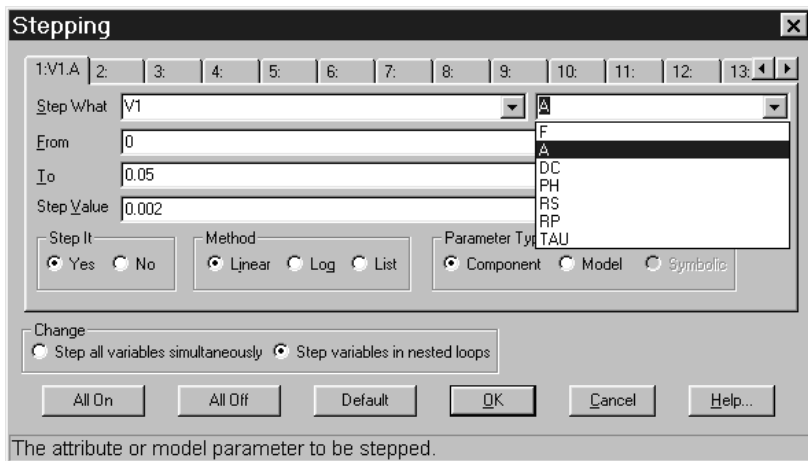 Stepping
1:V1.A 2: 3: 4: 5: 6: 7: 8: 9: 10: 11: 12: 13:
Step What V1 A
From 0 F
A
To 0.05 DC
PH
Step Value 0.002 RS
RP
Step It Method Parameter Typ TAU
Yes No Linear Log List Component Model Symbolic
Change
Step all variables simultaneously Step variables in nested loops
All On All Off Default OK Cancel Help...
The attribute or model parameter to be stepped.